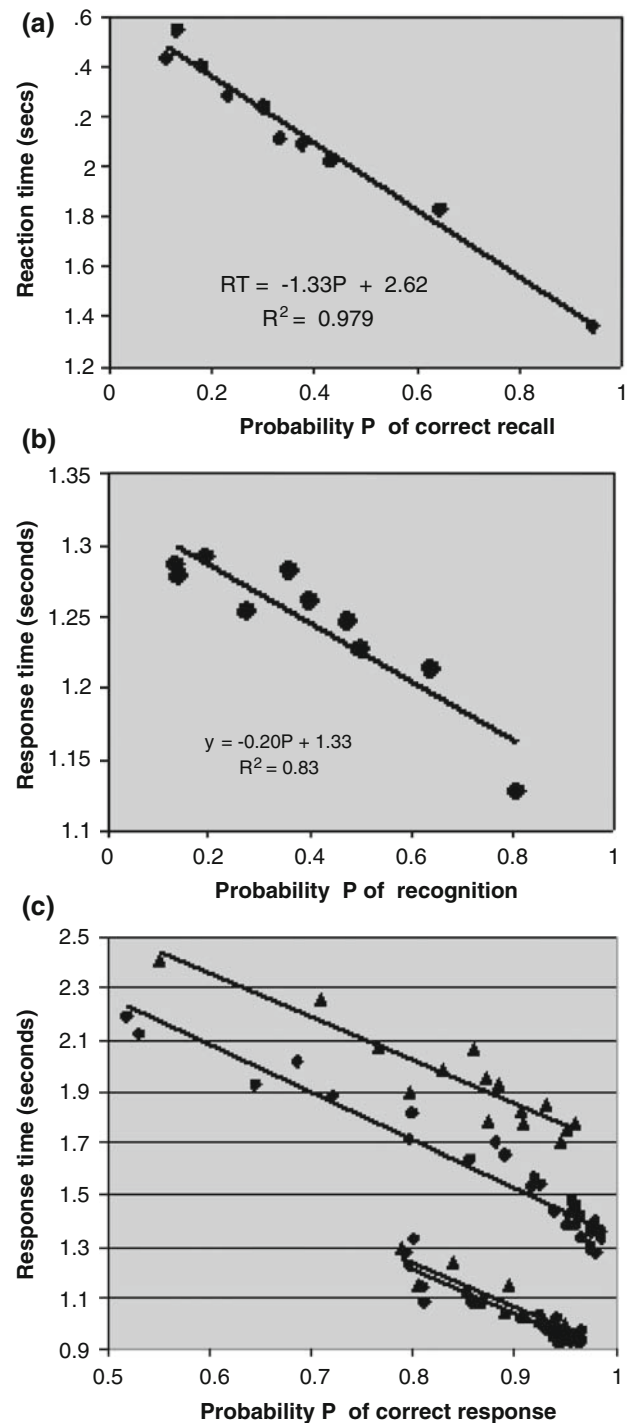 (a)
.6
.4
.2
2
1.8
1.6
1.4
1.2
Reaction time (secs)
RT = -1.33P + 2.62
R² = 0.979
0 0.2 0.4 0.6 0.8 1
Probability P of correct recall
(b)
1.35
1.3
1.25
1.2
1.15
1.1
Response time (seconds)
y = -0.20P + 1.33
R² = 0.83
0 0.2 0.4 0.6 0.8 1
Probability P of recognition
(c)
2.5
2.3
2.1
1.9
1.7
1.5
1.3
1.1
0.9
Response time (seconds)
0.5 0.6 0.7 0.8 0.9 1
Probability P of correct response